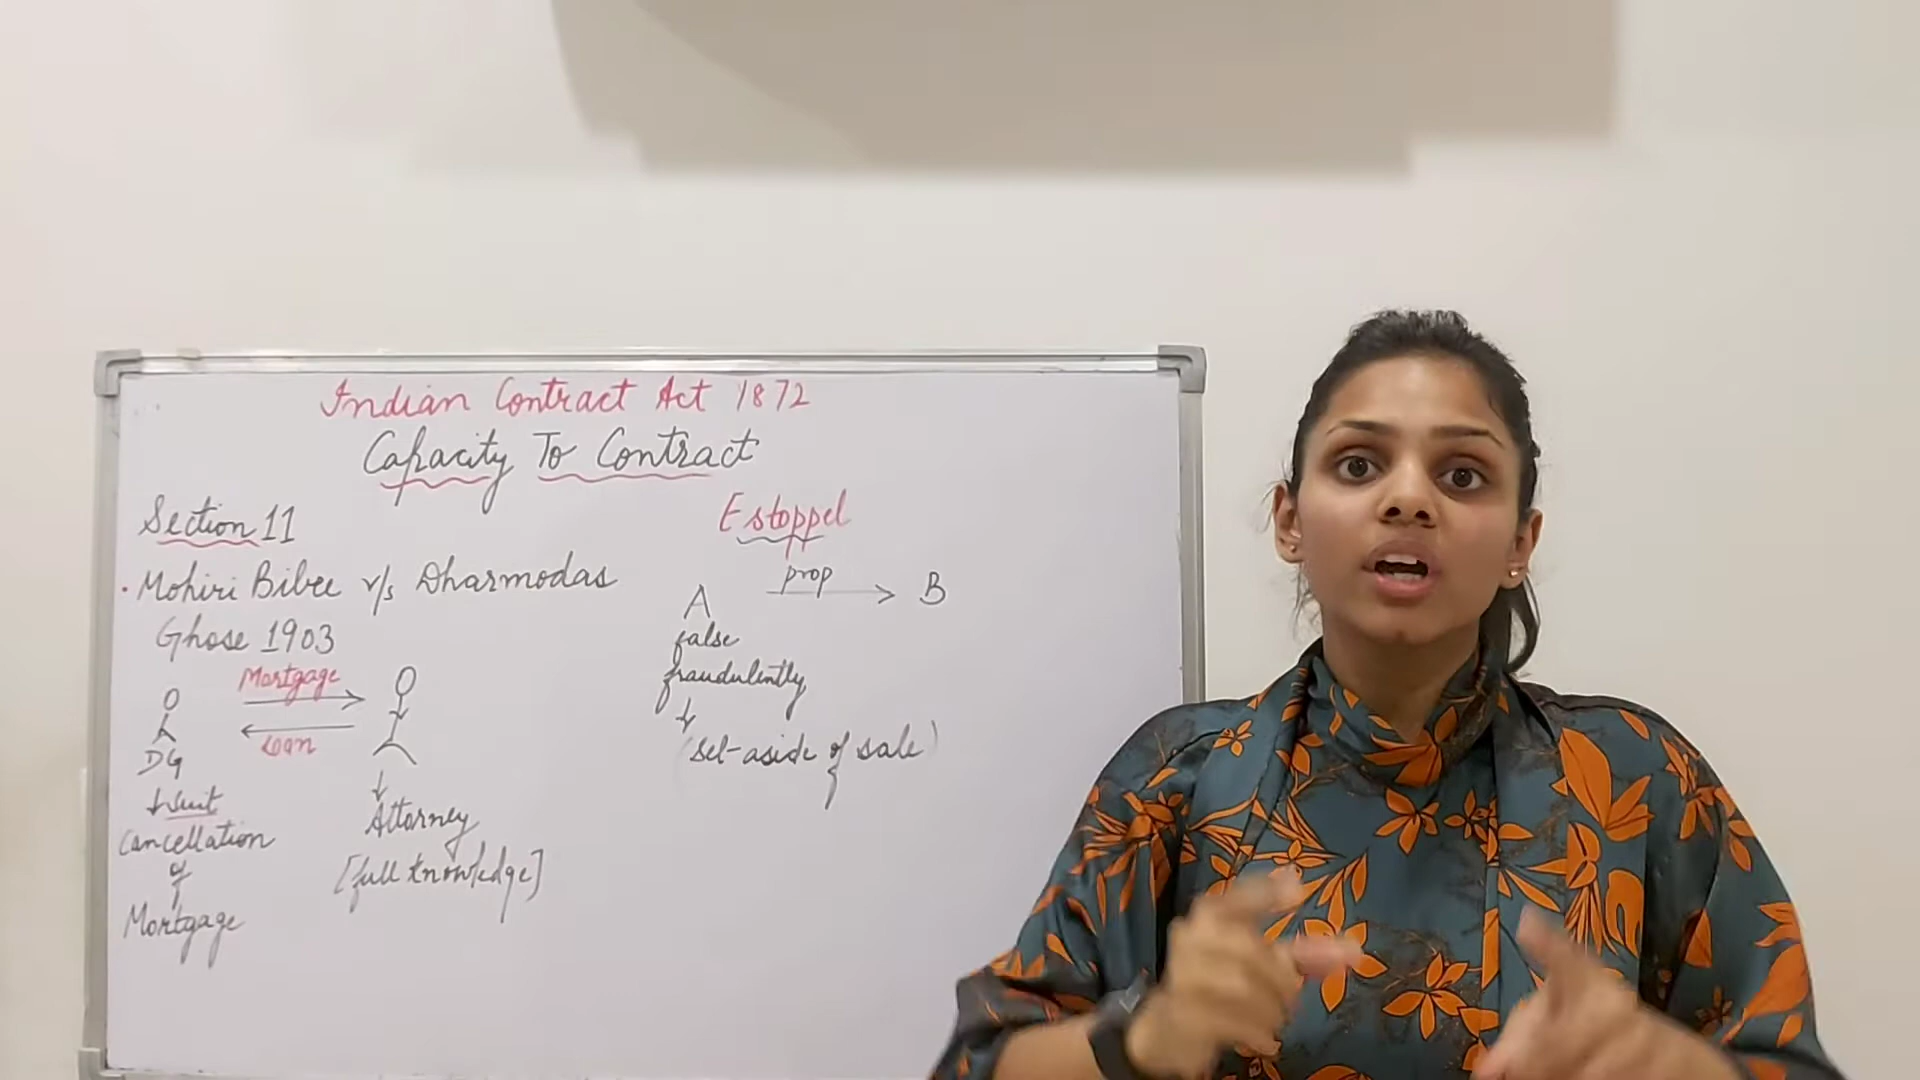 Indian Contract Act 1872
Capacity To Contract
Section 11
Mohiri Bibee v/s Dharmodas
Ghose 1903
Mortgage
Loan
DG
Suit
Cancellation
of
Mortgage
Attorney
[full knowledge]
Estoppel
A
prop
B
false
fraudulently
(set-aside of sale)